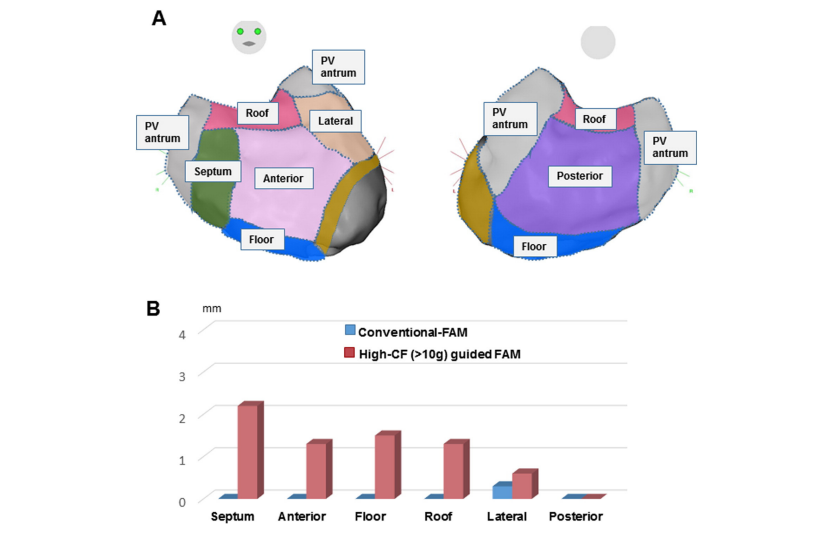 A
PV
antrum
Roof
Lateral
PV
antrum
Septum
Anterior
Floor
PV
antrum
Roof
PV
antrum
Posterior
Floor
B
mm
Conventional-FAM
High-CF (>10g) guided FAM
4
3
2
1
0
Septum
Anterior
Floor
Roof
Lateral
Posterior